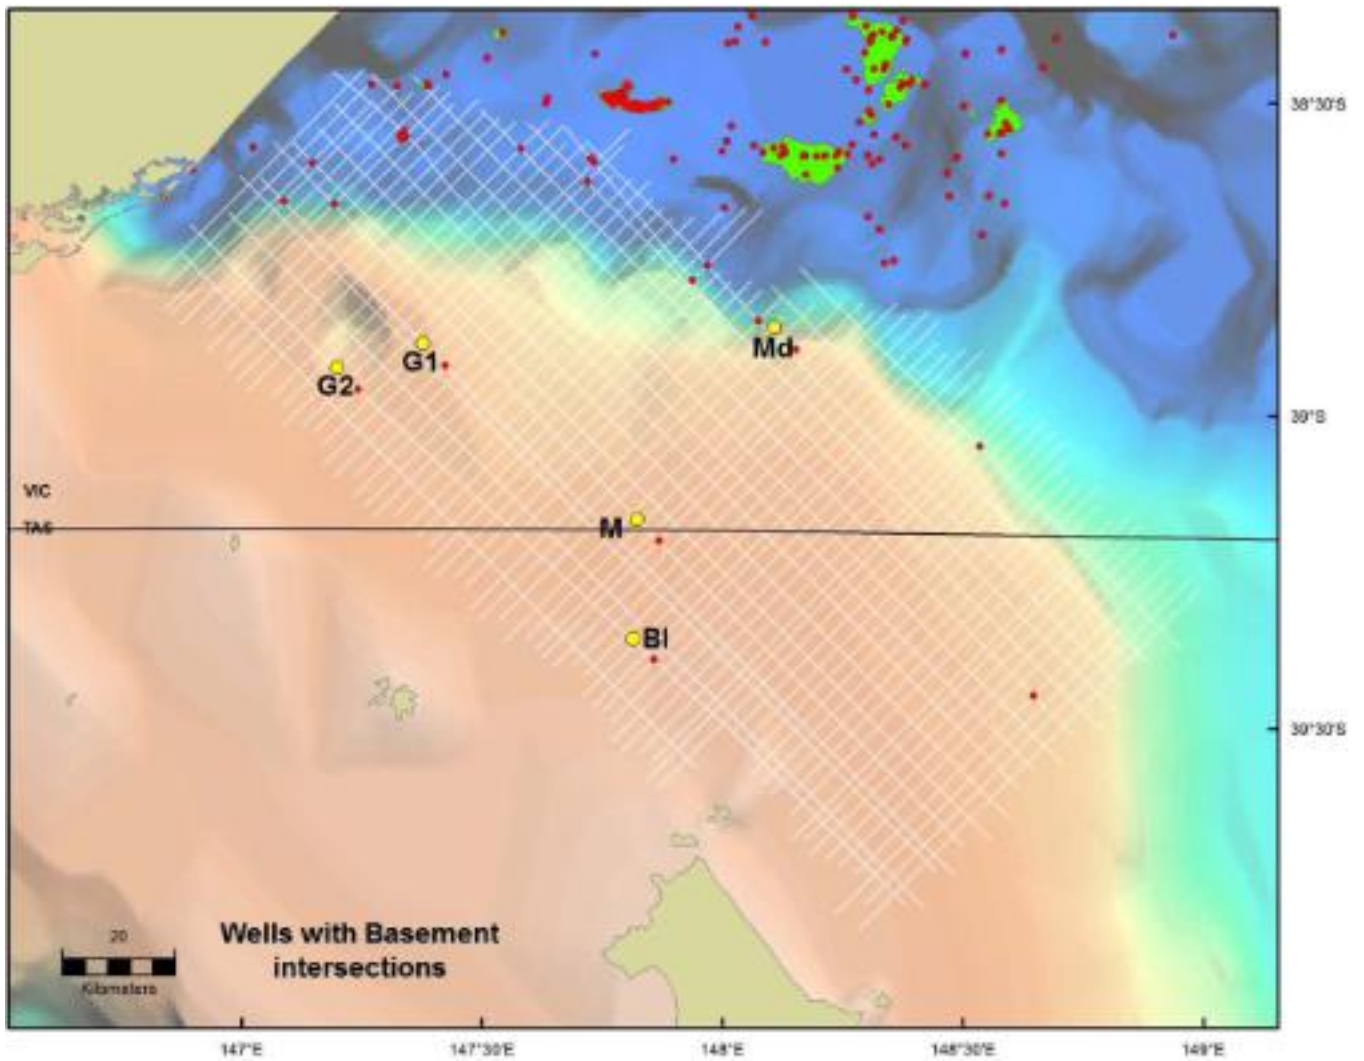 38°30'S
Md
G1
G2
39°S
VIC
TAS
M
Bl
39°30'S
20
Kilometers
Wells with Basement
intersections
147°E
147°30'E
148°E
148°30'E
149°E